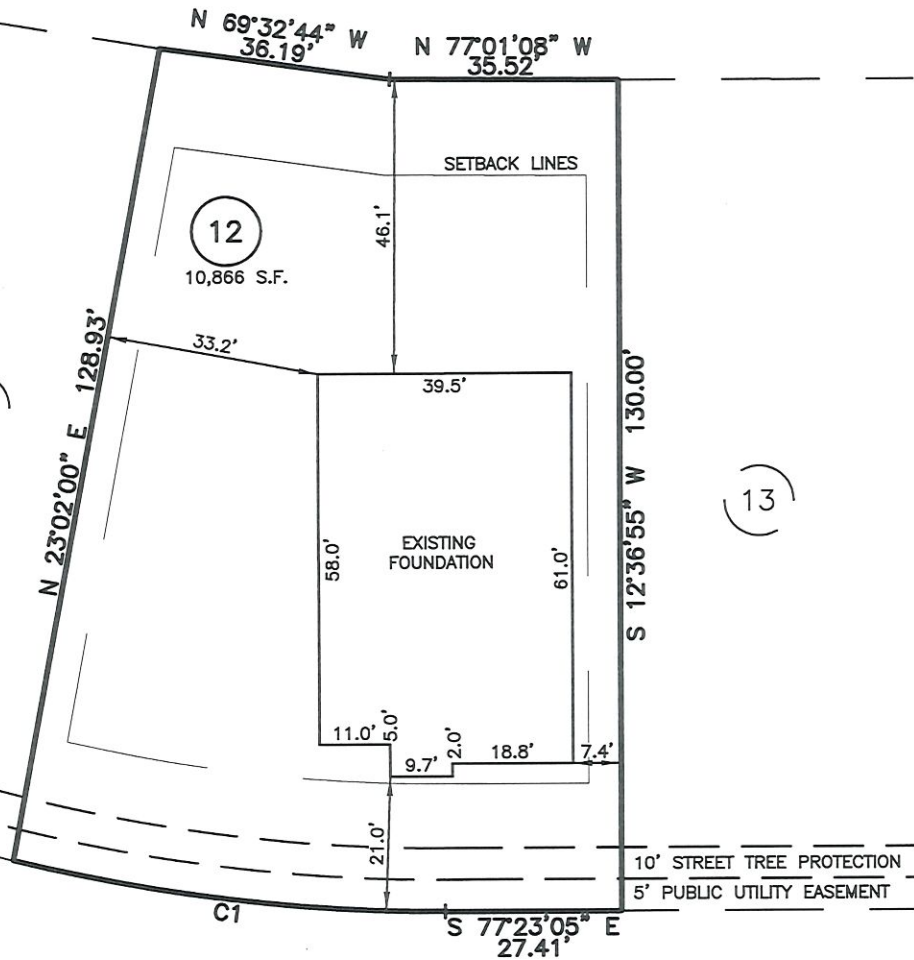 N 69°32'44" W
36.19'
N 77°01'08" W
35.52'
SETBACK LINES
12
10,866 S.F.
46.1'
33.2'
39.5'
N 23°02'00" E 128.93'
S 12°36'55" W 130.00'
13
EXISTING
FOUNDATION
58.0'
61.0'
11.0'
5.0'
9.7'
2.0'
18.8'
7.4'
21.0'
10' STREET TREE PROTECTION
5' PUBLIC UTILITY EASEMENT
C1
S 77°23'05" E
27.41'